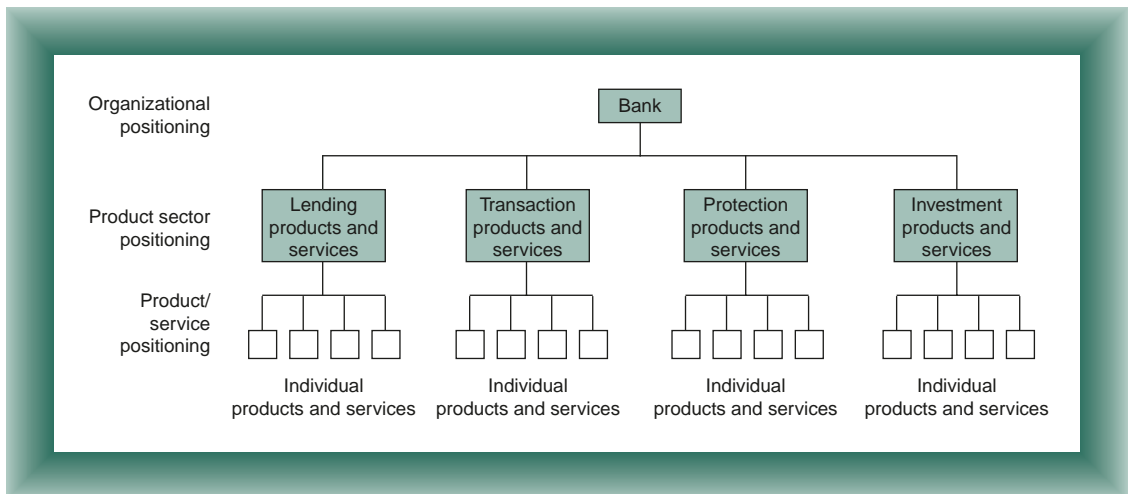 Organizational
positioning
Bank
Product sector
positioning
Lending
products and
services
Transaction
products and
services
Protection
products and
services
Investment
products and
services
Product/
service
positioning
Individual
products and services
Individual
products and services
Individual
products and services
Individual
products and services